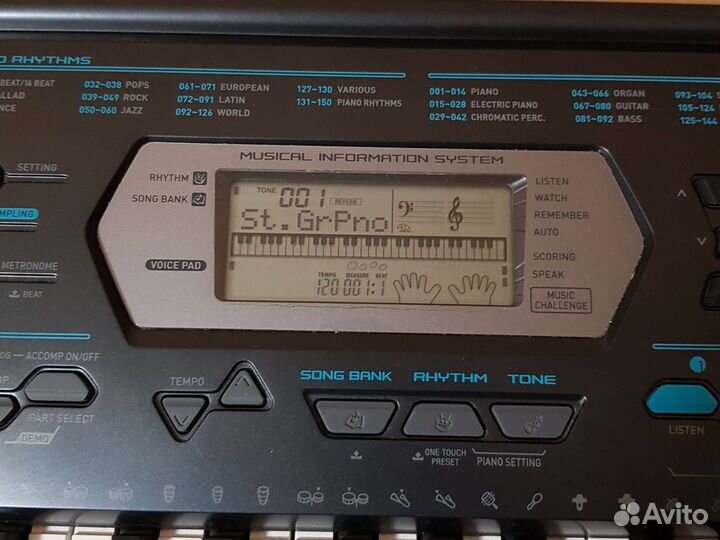 O RHYTHMS
BEAT/16 BEAT
032~038 POPS
061~071 EUROPEAN
127~130 VARIOUS
001~014 PIANO
043~066 ORGAN
093~104 S
ALLAD
039~049 ROCK
072~091 LATIN
131~150 PIANO RHYTHMS
015~028 ELECTRIC PIANO
067~080 GUITAR
105~124
NCE
050~060 JAZZ
092~126 WORLD
029~042 CHROMATIC PERC.
081~092 BASS
125~144
MUSICAL INFORMATION SYSTEM
SETTING
RHYTHM
SONG BANK
TONE 001 REVERB
St.GrPno
LISTEN
WATCH
REMEMBER
AUTO
SCORING
SPEAK
MUSIC CHALLENGE
MPLING
METRONOME
BEAT
VOICE PAD
TEMPO MEASURE BEAT
120 001:1
DS — ACCOMP ON/OFF
OP
PART SELECT
DEMO
TEMPO
SONG BANK
RHYTHM
TONE
ONE TOUCH PRESET
PIANO SETTING
1
LISTEN
Avito